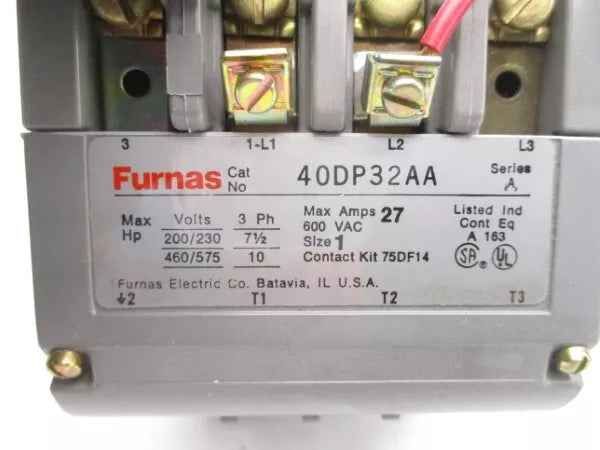 3 1-L1 L2 L3
Furnas Cat No 40DP32AA Series A
Max Hp
Volts 3 Ph
200/230 7½
460/575 10
Max Amps 27
600 VAC
Size 1
Contact Kit 75DF14
Listed Ind
Cont Eq
A 163
SA ® UL
Furnas Electric Co. Batavia, IL U.S.A.
⏚2 T1 T2 T3